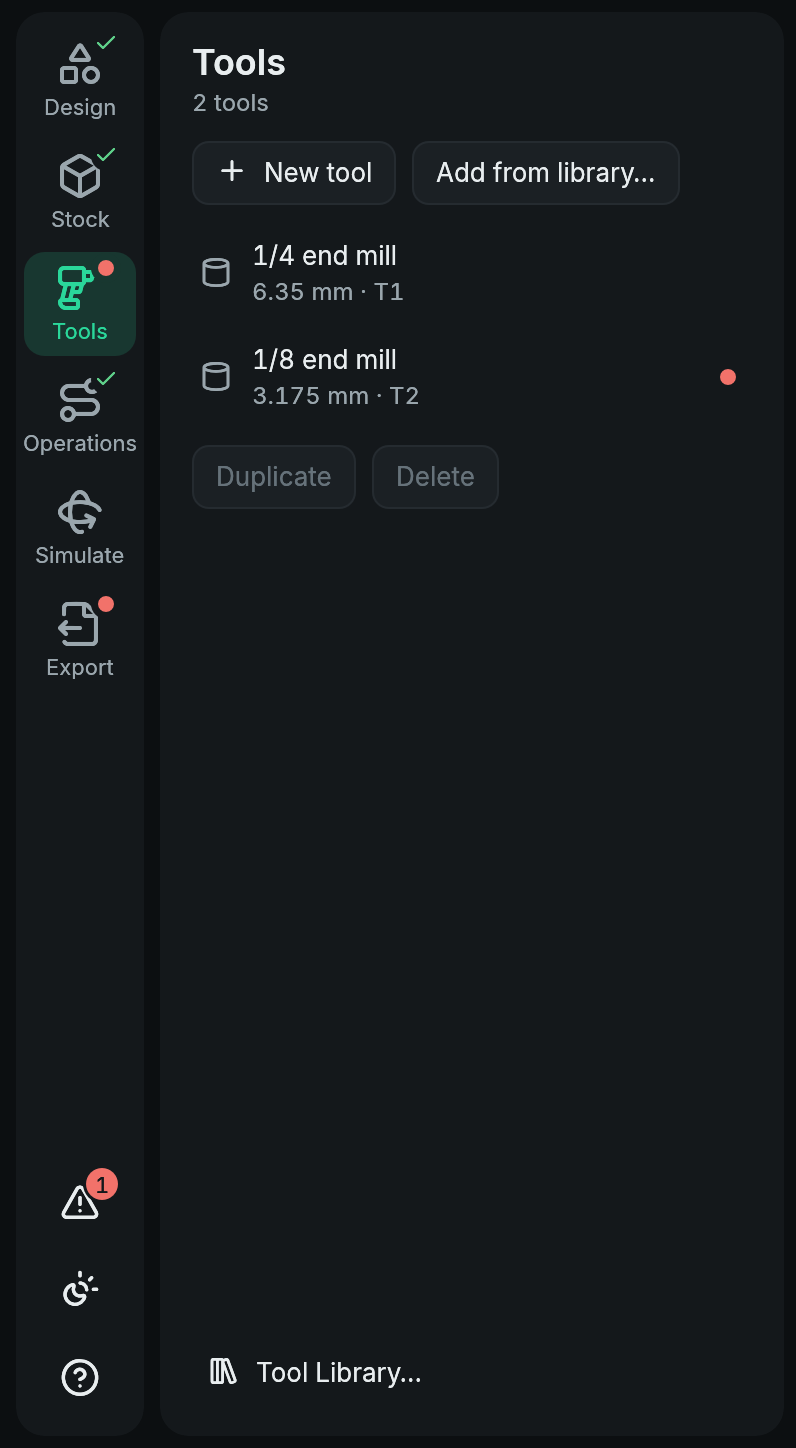 Design
Stock
Tools
Operations
Simulate
Export
1
Tools
2 tools
New tool
Add from library...
1/4 end mill
6.35 mm · T1
1/8 end mill
3.175 mm · T2
Duplicate
Delete
Tool Library...